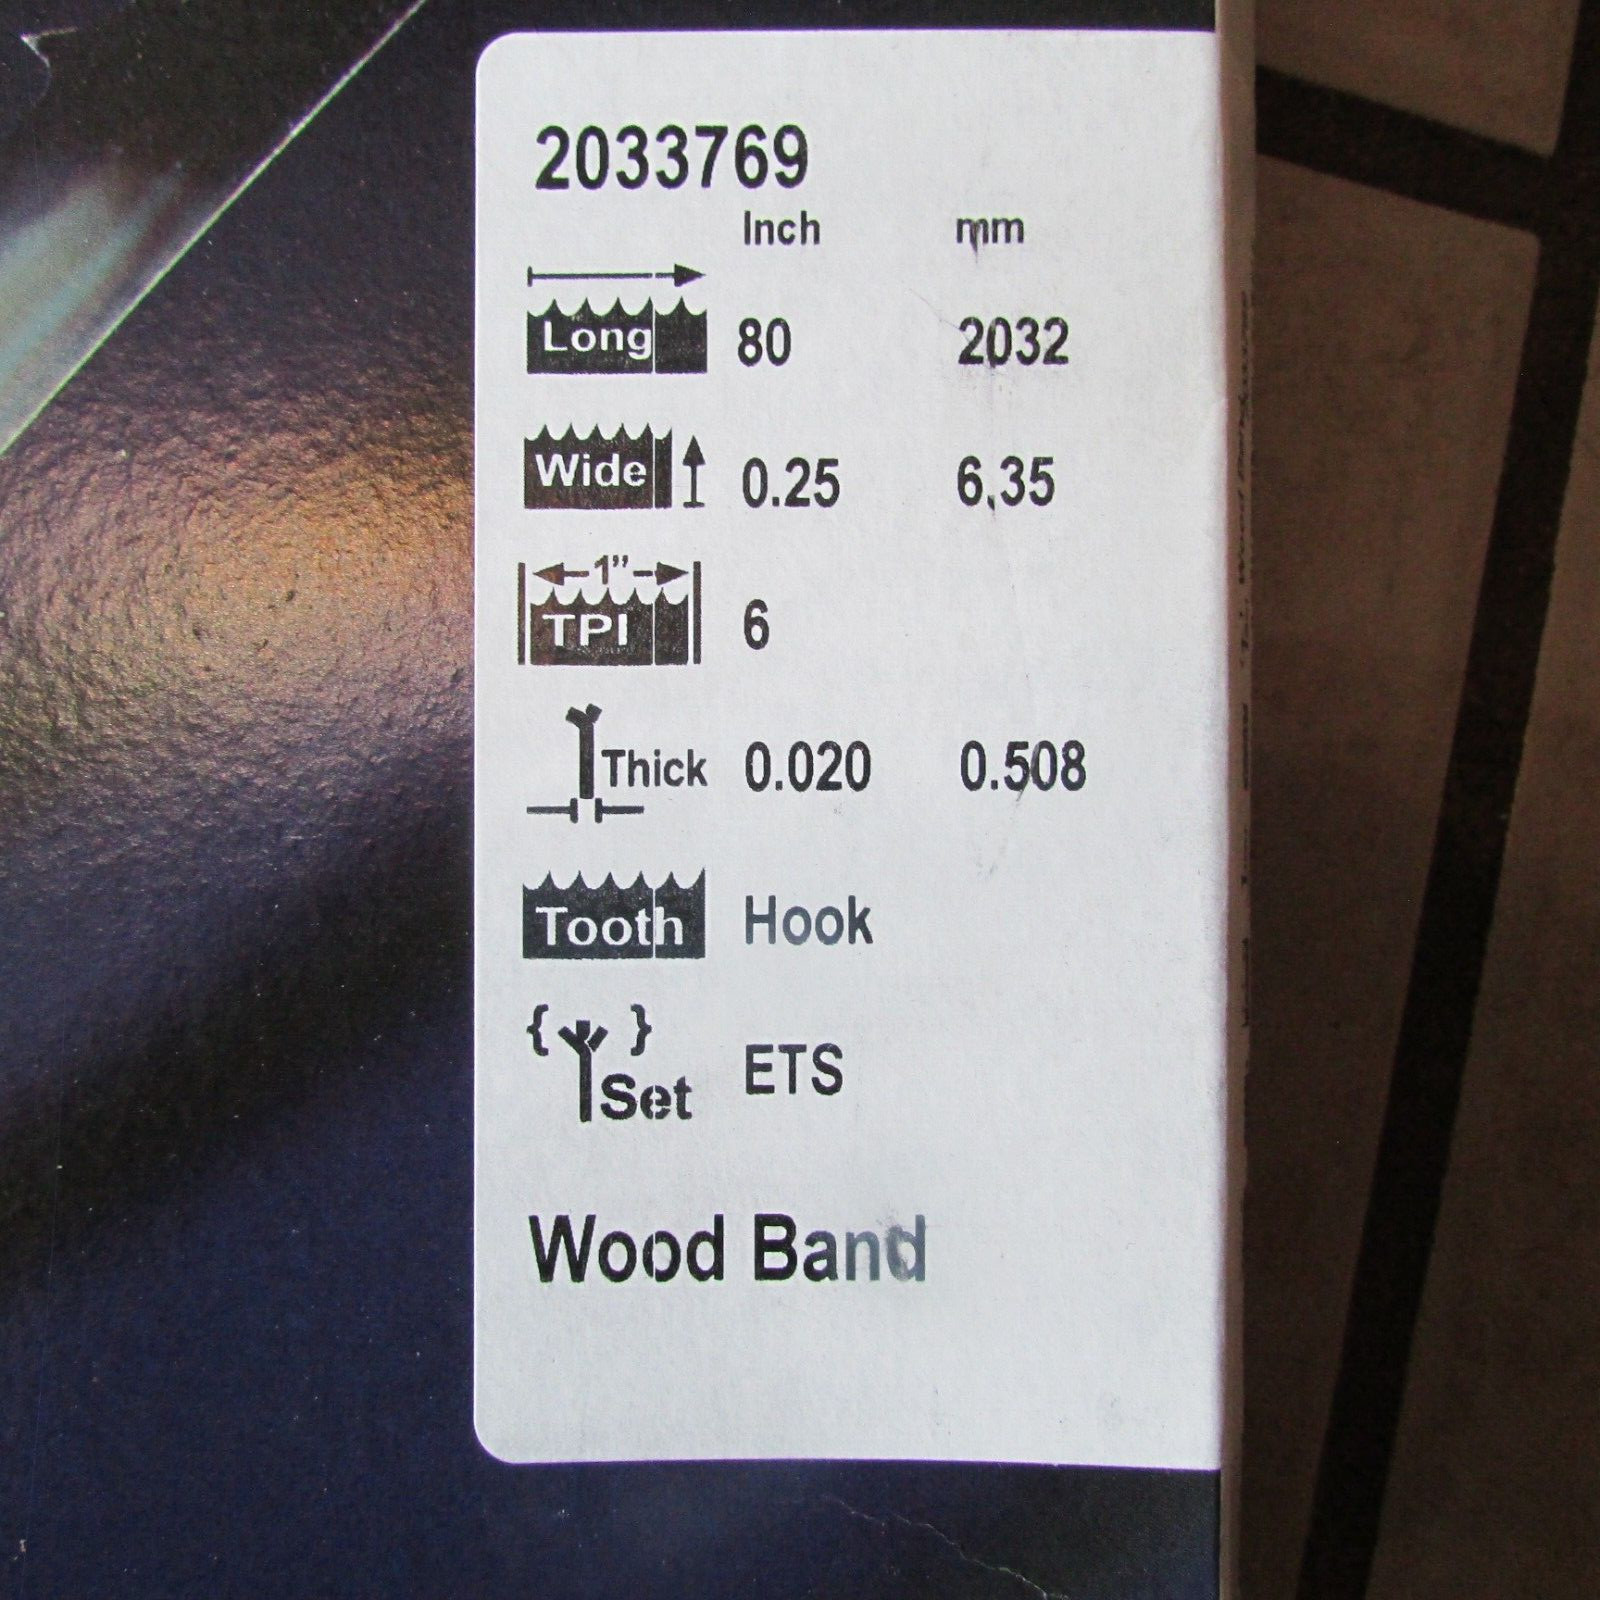 2033769
Inch mm
Long 80 2032
Wide 0.25 6.35
1"
TPI 6
Thick 0.020 0.508
Tooth Hook
{ } Set ETS
Wood Band